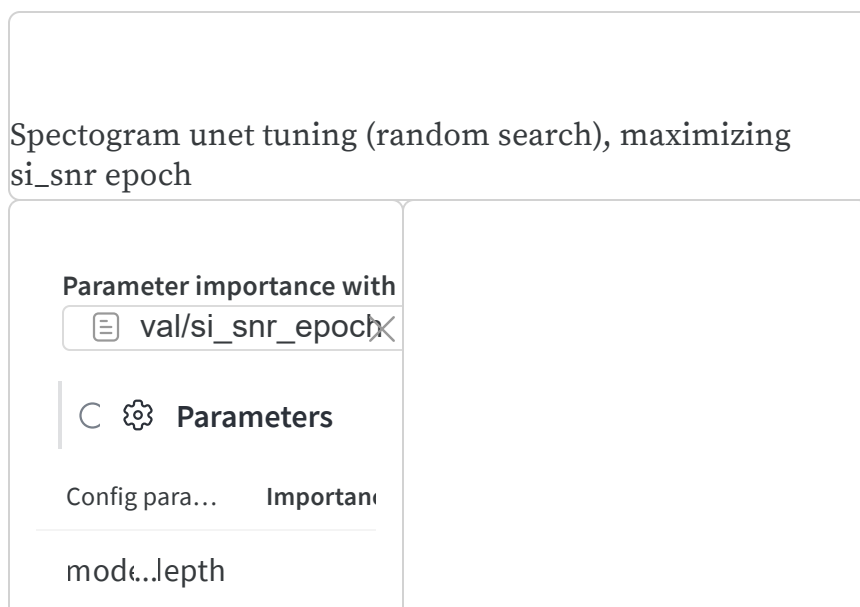 Spectogram unet tuning (random search), maximizing
si_snr epoch
Parameter importance with
val/si_snr_epoch
Parameters
Config para…
Importanc
mode...lepth